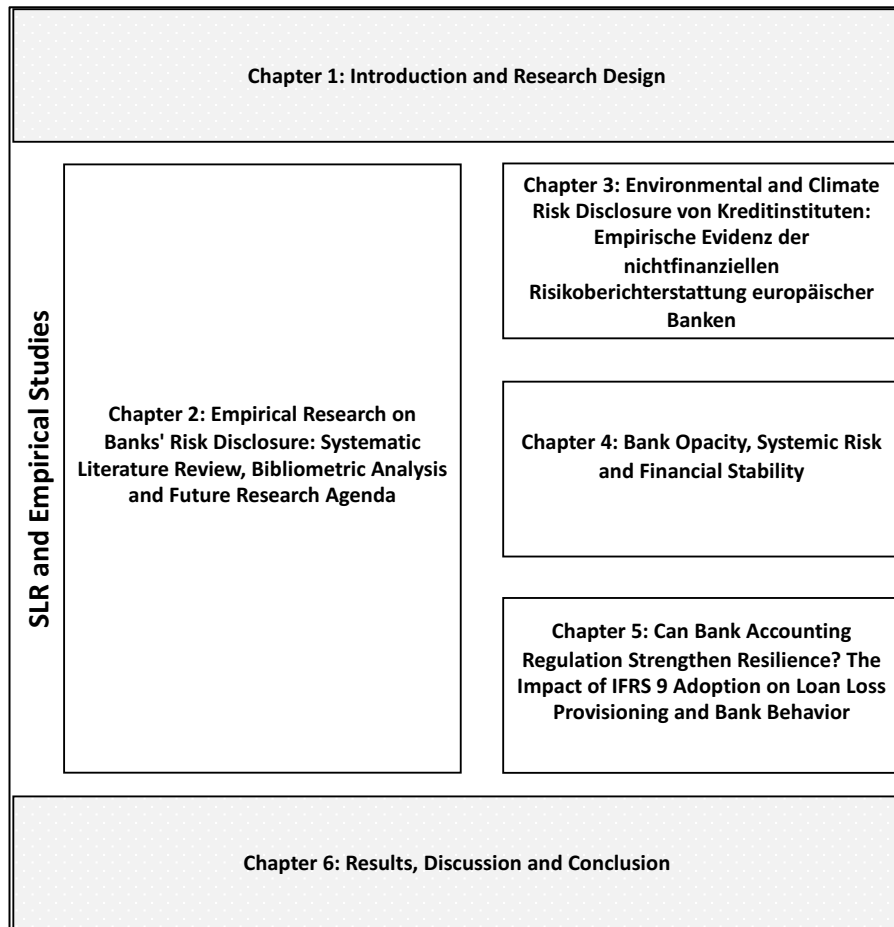 Chapter 1: Introduction and Research Design
SLR and Empirical Studies
Chapter 2: Empirical Research on
Banks' Risk Disclosure: Systematic
Literature Review, Bibliometric Analysis
and Future Research Agenda
Chapter 3: Environmental and Climate
Risk Disclosure von Kreditinstituten:
Empirische Evidenz der
nichtfinanziellen
Risikoberichterstattung europäischer
Banken
Chapter 4: Bank Opacity, Systemic Risk
and Financial Stability
Chapter 5: Can Bank Accounting
Regulation Strengthen Resilience? The
Impact of IFRS 9 Adoption on Loan Loss
Provisioning and Bank Behavior
Chapter 6: Results, Discussion and Conclusion